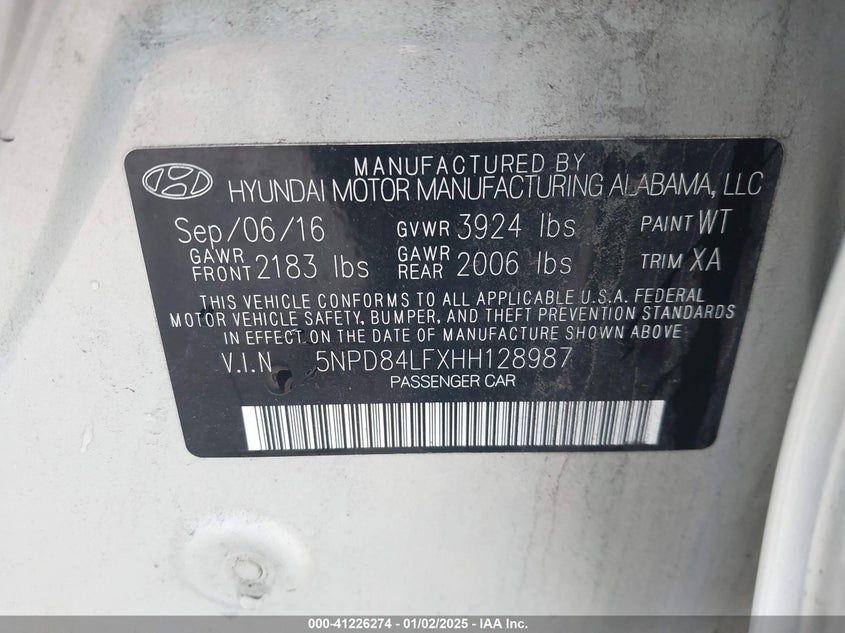 MANUFACTURED BY
HYUNDAI MOTOR MANUFACTURING ALABAMA, LLC
Sep/06/16 GVWR 3924 lbs PAINT WT
GAWR FRONT 2183 lbs GAWR REAR 2006 lbs TRIM XA
THIS VEHICLE CONFORMS TO ALL APPLICABLE U.S.A. FEDERAL
MOTOR VEHICLE SAFETY, BUMPER, AND THEFT PREVENTION STANDARDS
IN EFFECT ON THE DATE OF MANUFACTURE SHOWN ABOVE.
V.I.N 5NPD84LFXHH128987
PASSENGER CAR
000-41226274 - 01/02/2025 - IAA Inc.